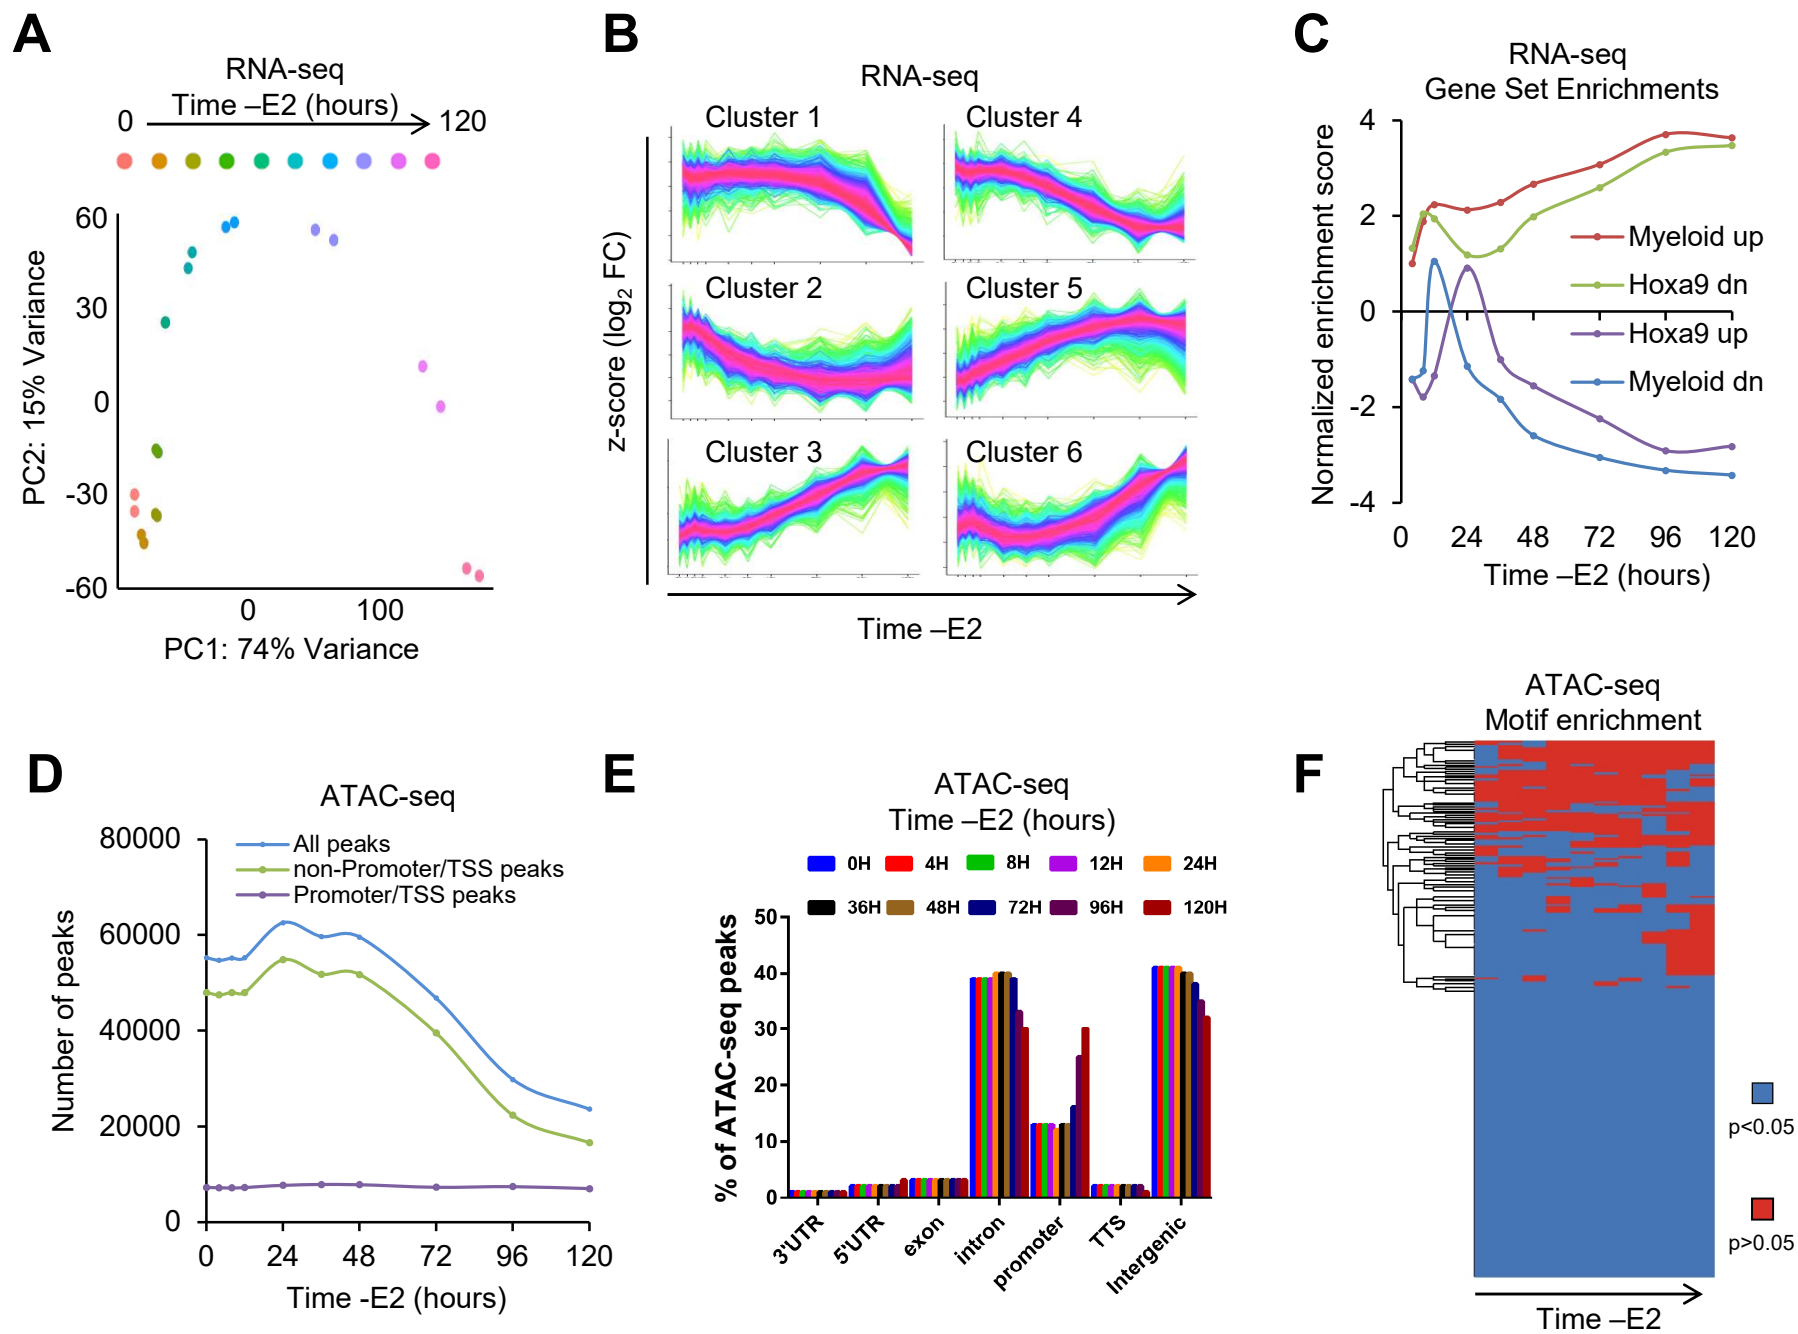 A
RNA-seq
Time –E2 (hours)
0
120
60
30
0
-30
-60
PC2: 15% Variance
0
100
PC1: 74% Variance
B
RNA-seq
Cluster 1
Cluster 4
Cluster 2
Cluster 5
Cluster 3
Cluster 6
z-score (log2 FC)
Time –E2
C
RNA-seq
Gene Set Enrichments
4
2
0
-2
-4
Normalized enrichment score
Myeloid up
Hoxa9 dn
Hoxa9 up
Myeloid dn
0 24 48 72 96 120
Time –E2 (hours)
D
ATAC-seq
80000
60000
40000
20000
0
Number of peaks
All peaks
non-Promoter/TSS peaks
Promoter/TSS peaks
0 24 48 72 96 120
Time -E2 (hours)
E
ATAC-seq
Time –E2 (hours)
0H 4H 8H 12H 24H
36H 48H 72H 96H 120H
50
40
30
20
10
0
% of ATAC-seq peaks
3'UTR
5'UTR
exon
intron
promoter
TTS
Intergenic
F
ATAC-seq
Motif enrichment
p<0.05
p>0.05
Time –E2